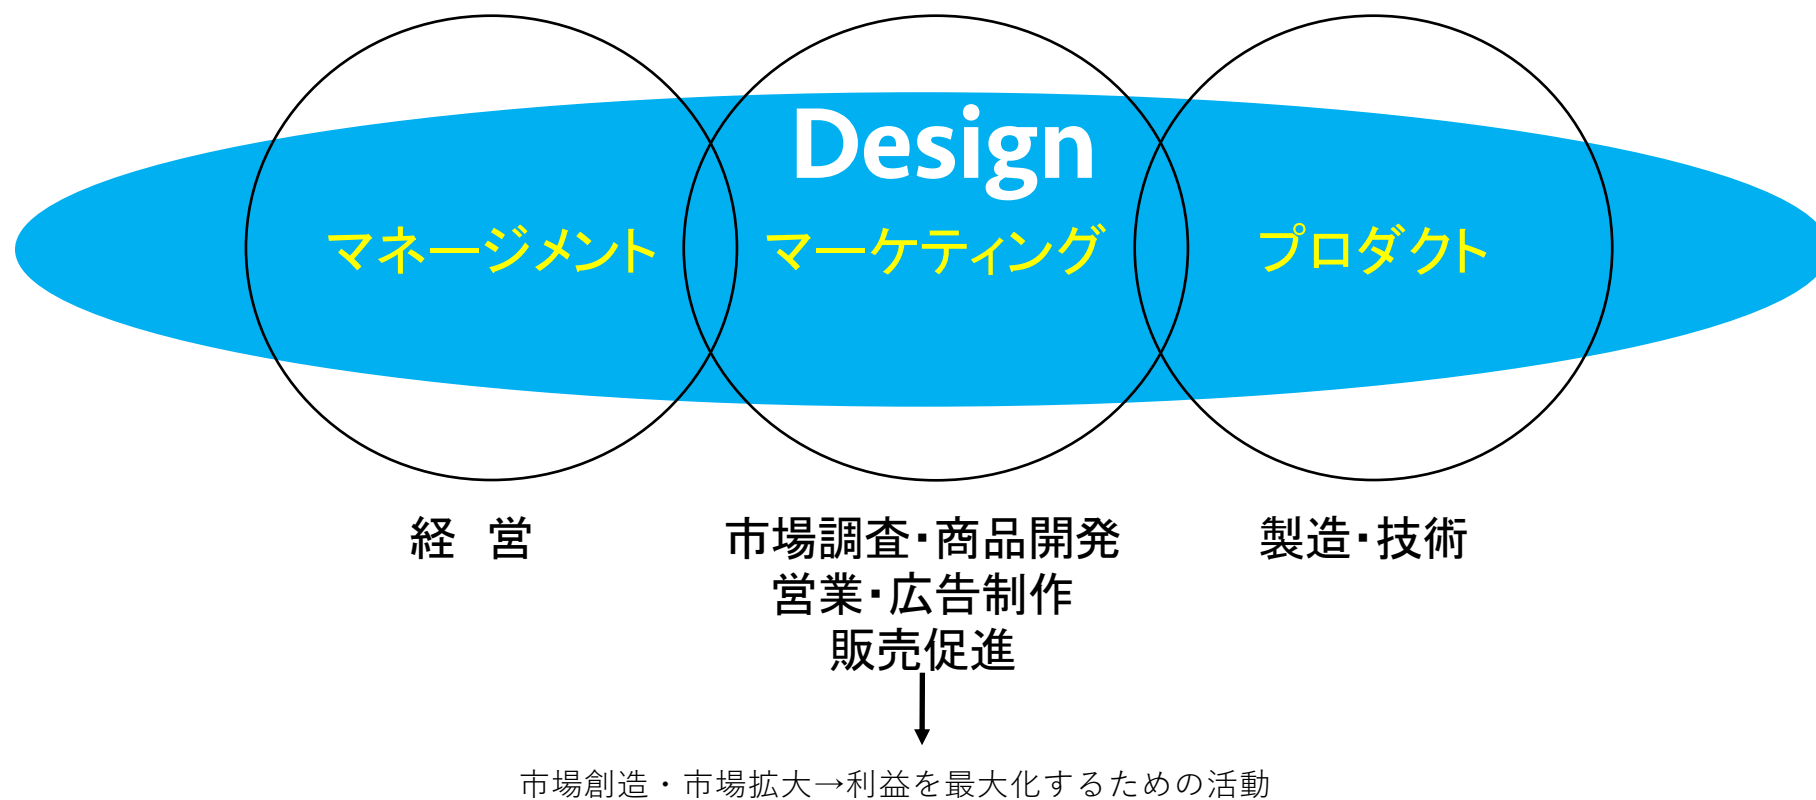 Design
マネージメント
マーケティング
プロダクト
経　営
市場調査・商品開発
営業・広告制作
販売促進
製造・技術
市場創造・市場拡大→利益を最大化するための活動